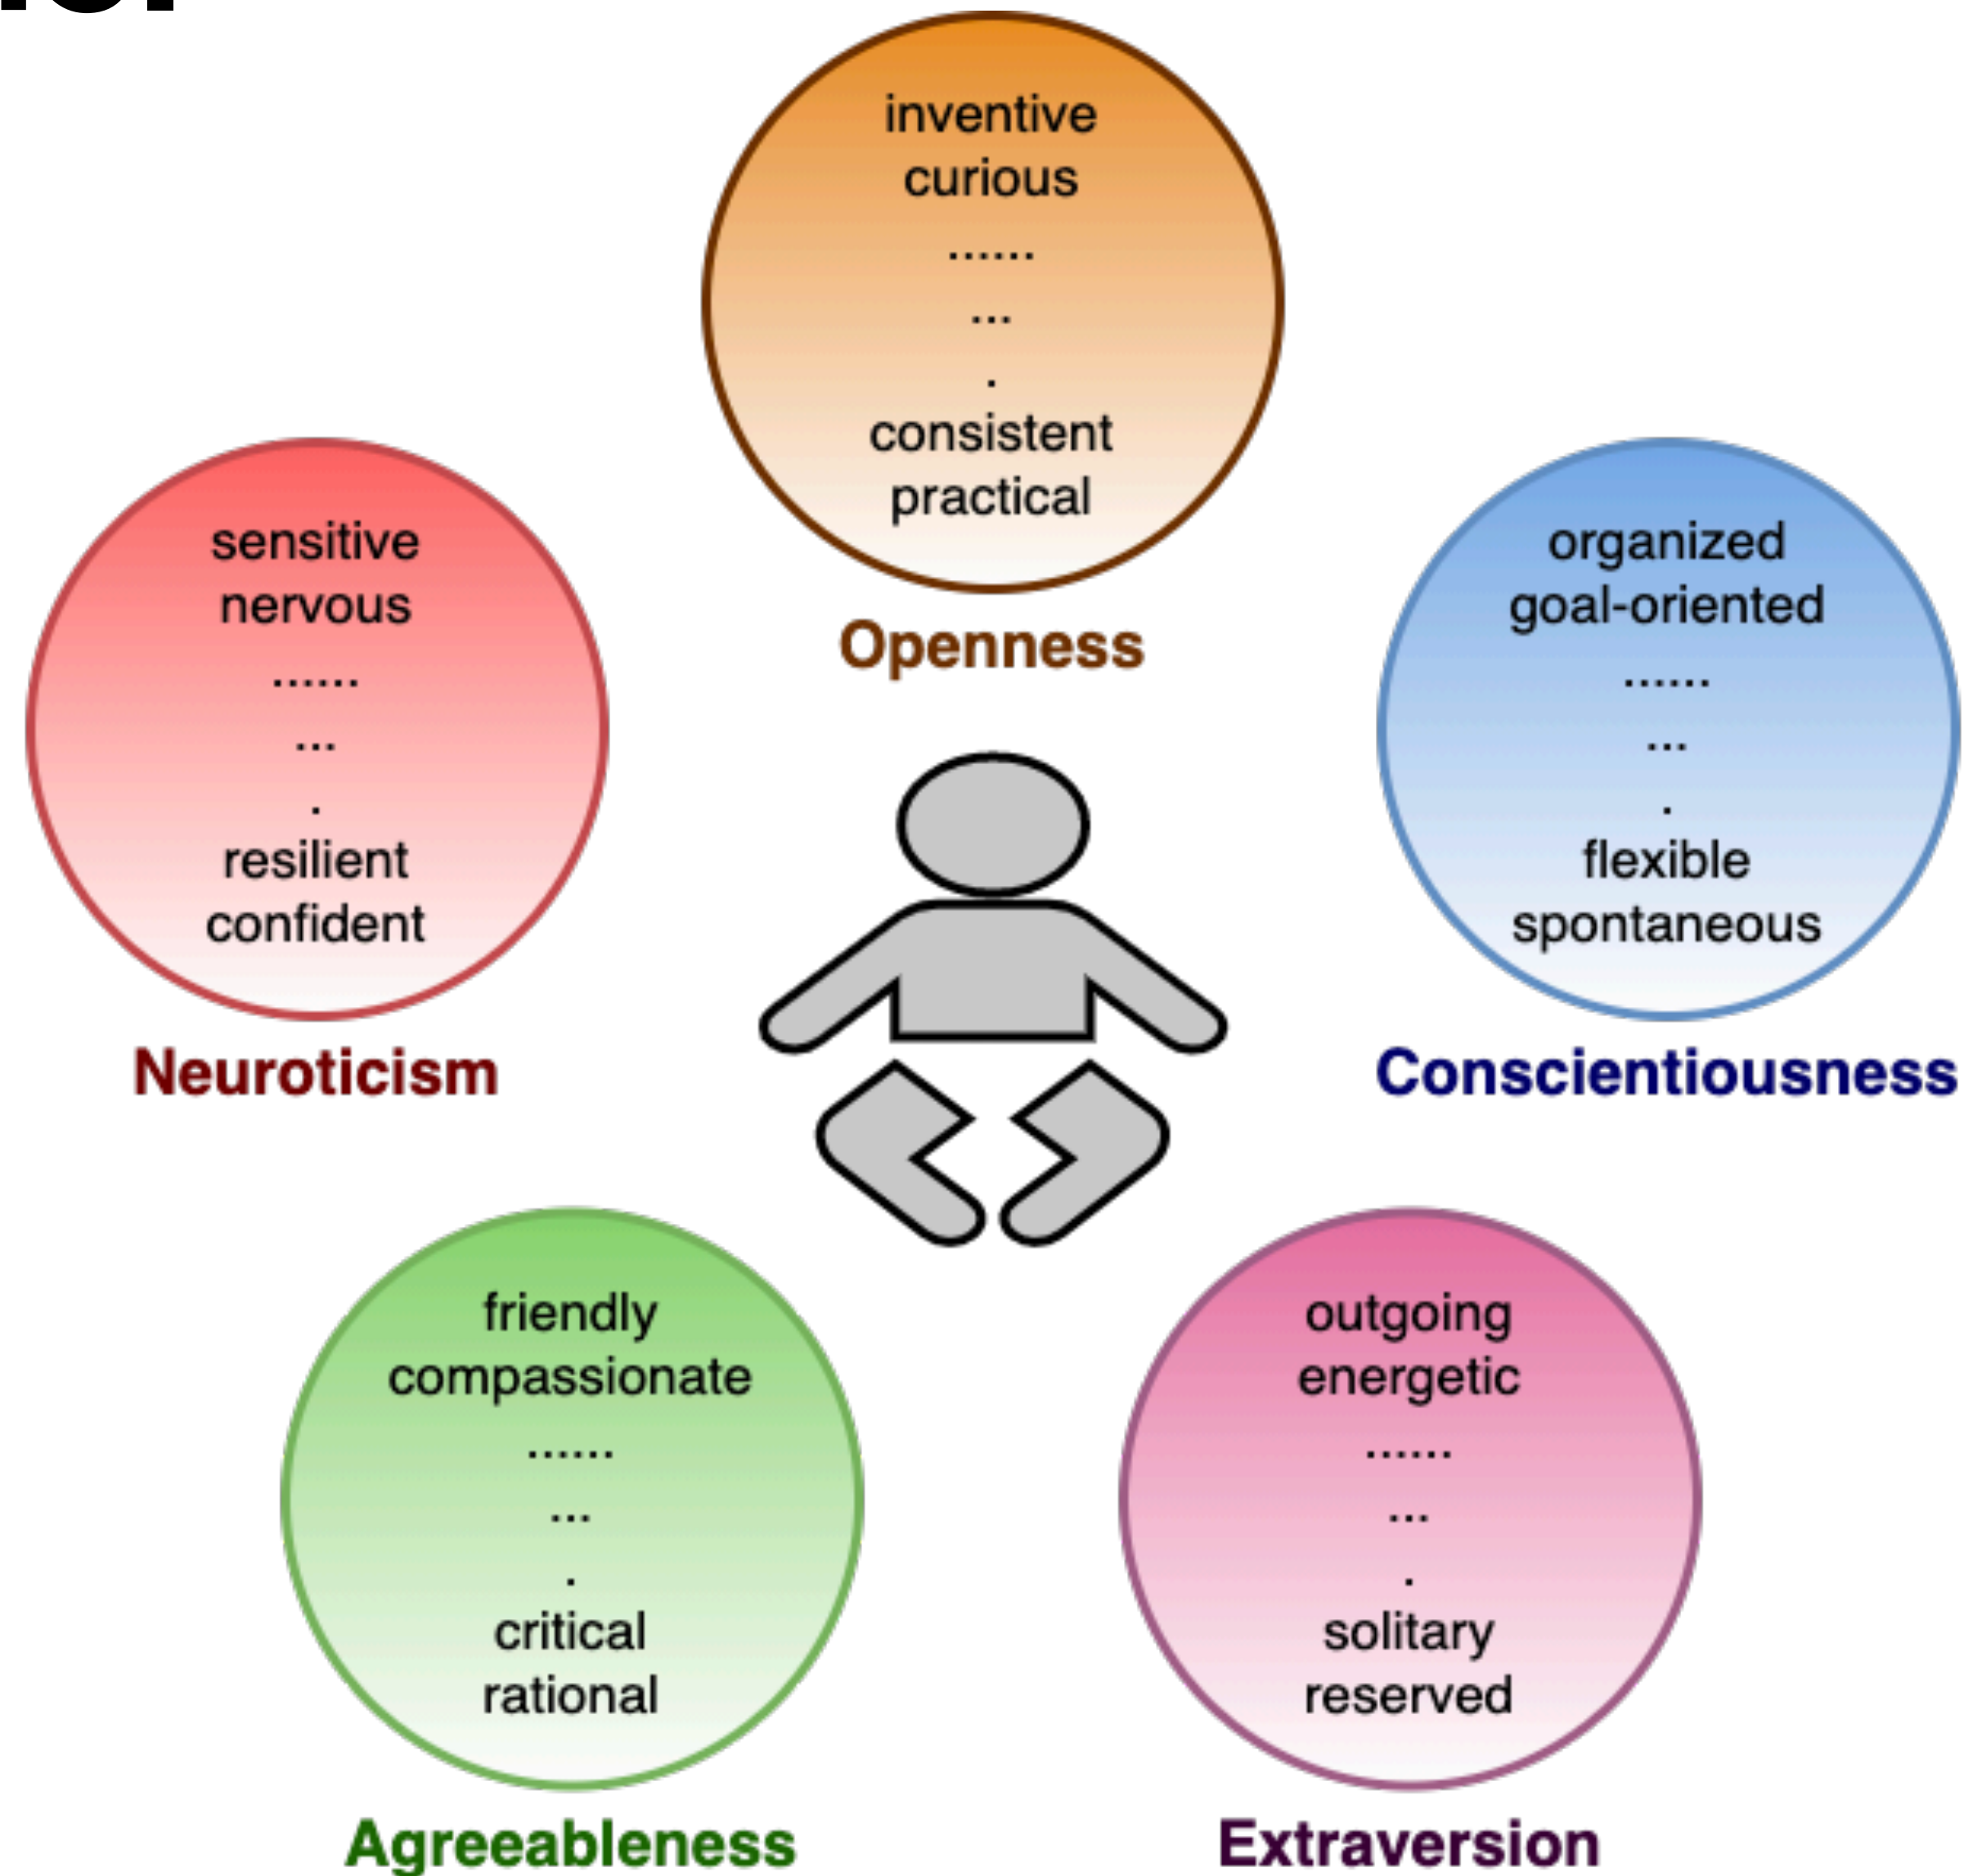 inventive
curious
......
...
.
consistent
practical
Openness
sensitive
nervous
......
...
.
resilient
confident
Neuroticism
organized
goal-oriented
......
...
.
flexible
spontaneous
Conscientiousness
friendly
compassionate
......
...
.
critical
rational
Agreeableness
outgoing
energetic
......
...
.
solitary
reserved
Extraversion